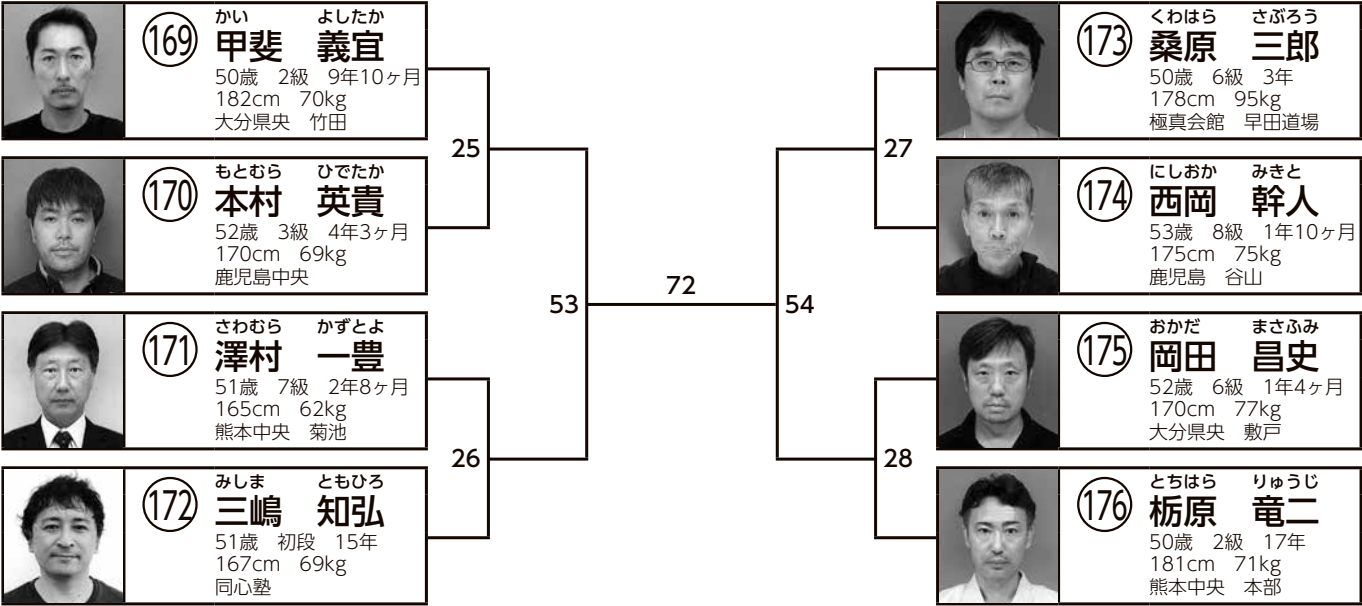 169
かい よしたか
甲斐 義宜
50歳 2級 9年10ヶ月
182cm 70kg
大分県央 竹田
170
もとむら ひでたか
本村 英貴
52歳 3級 4年3ヶ月
170cm 69kg
鹿児島中央
171
さわむら かずとよ
澤村 一豊
51歳 7級 2年8ヶ月
165cm 62kg
熊本中央 菊池
172
みしま ともひろ
三嶋 知弘
51歳 初段 15年
167cm 69kg
同心塾
25
26
53
72
54
27
28
173
くわはら さぶろう
桑原 三郎
50歳 6級 3年
178cm 95kg
極真会館 早田道場
174
にしおか みきと
西岡 幹人
53歳 8級 1年10ヶ月
175cm 75kg
鹿児島 谷山
175
おかだ まさふみ
岡田 昌史
52歳 6級 1年4ヶ月
170cm 77kg
大分県央 敷戸
176
とちはら りゅうじ
栃原 竜二
50歳 2級 17年
181cm 71kg
熊本中央 本部